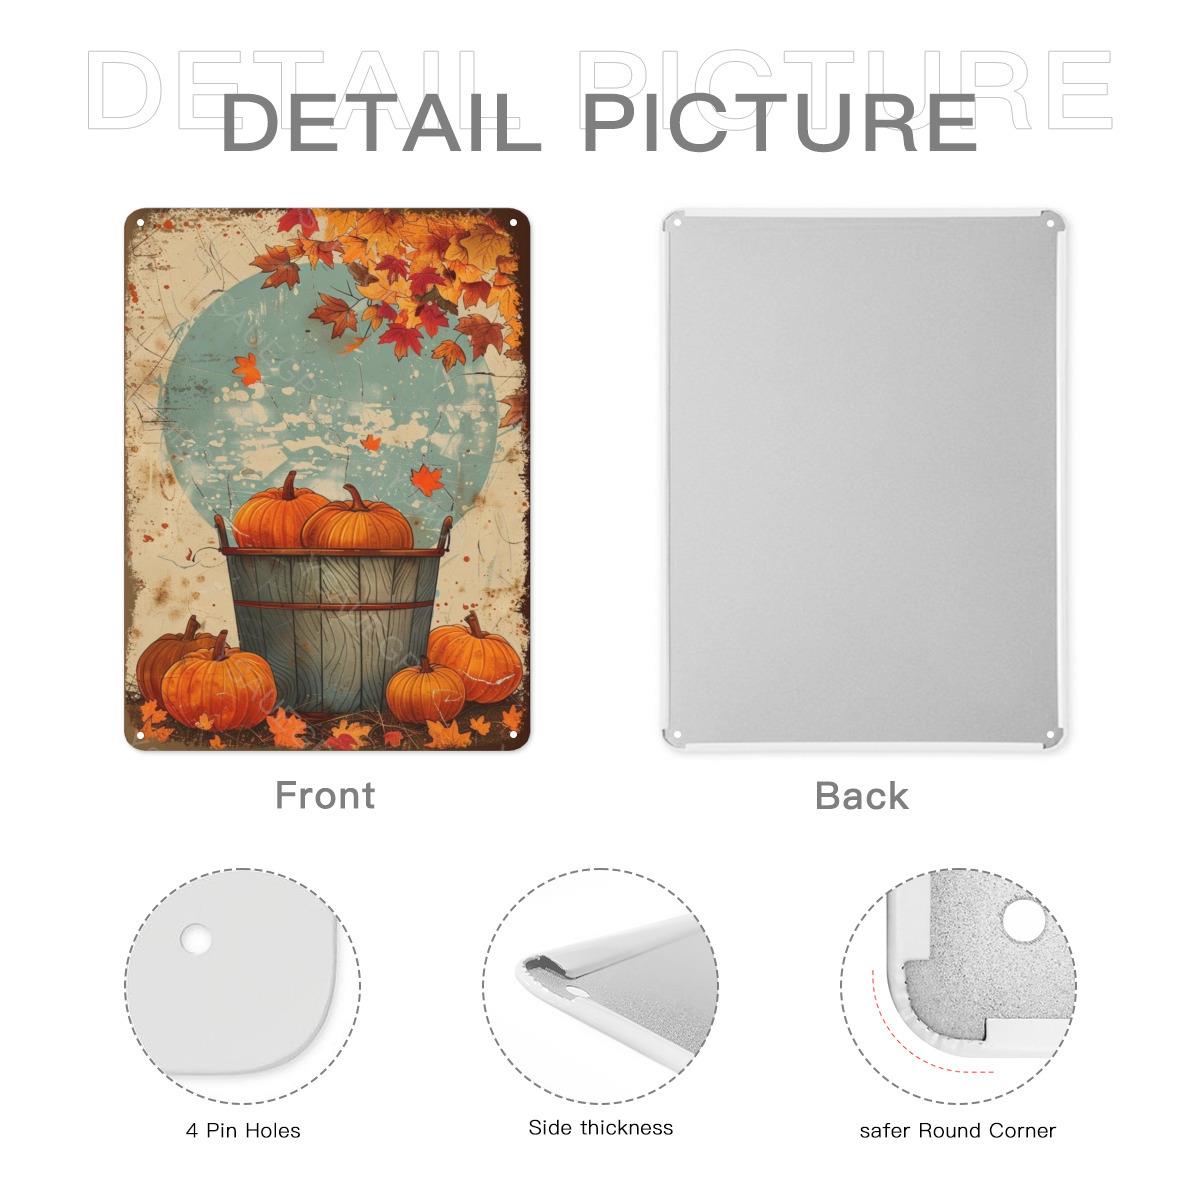 DETAIL PICTURE
DETAIL PICTURE
Front
Back
4 Pin Holes
Side thickness
safer Round Corner